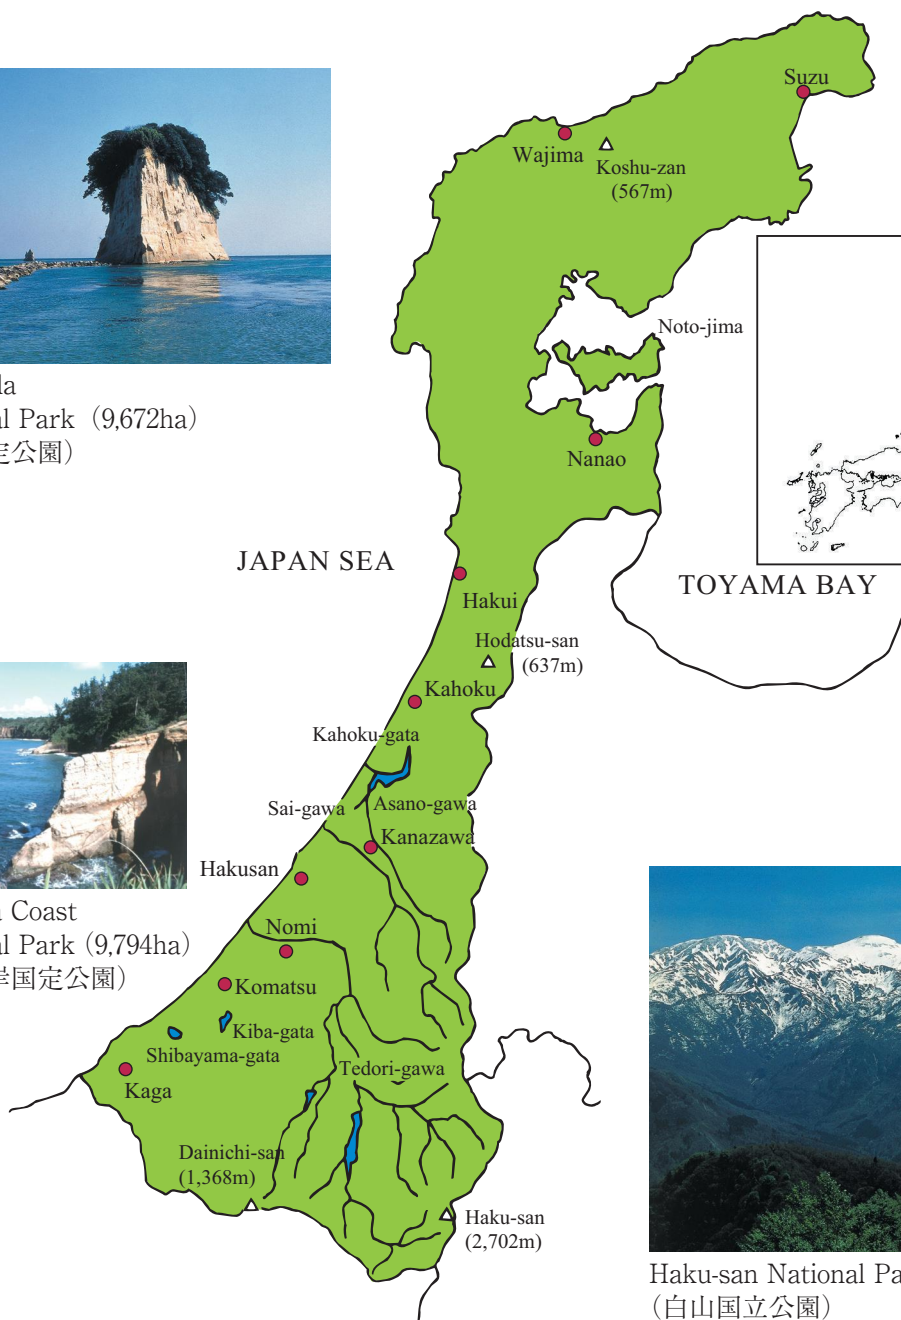 Suzu
Wajima
Koshu-zan
(567m)
Noto-jima
al Park (9,672ha)
定公園）
Nanao
JAPAN SEA
TOYAMA BAY
Hakui
Hodatsu-san
(637m)
Kahoku
Kahoku-gata
Sai-gawa
Asano-gawa
Kanazawa
Hakusan
Coast
al Park (9,794ha)
岸国定公園）
Nomi
Komatsu
Kiba-gata
Shibayama-gata
Tedori-gawa
Kaga
Dainichi-san
(1,368m)
Haku-san
(2,702m)
Haku-san National Pa
（白山国立公園）